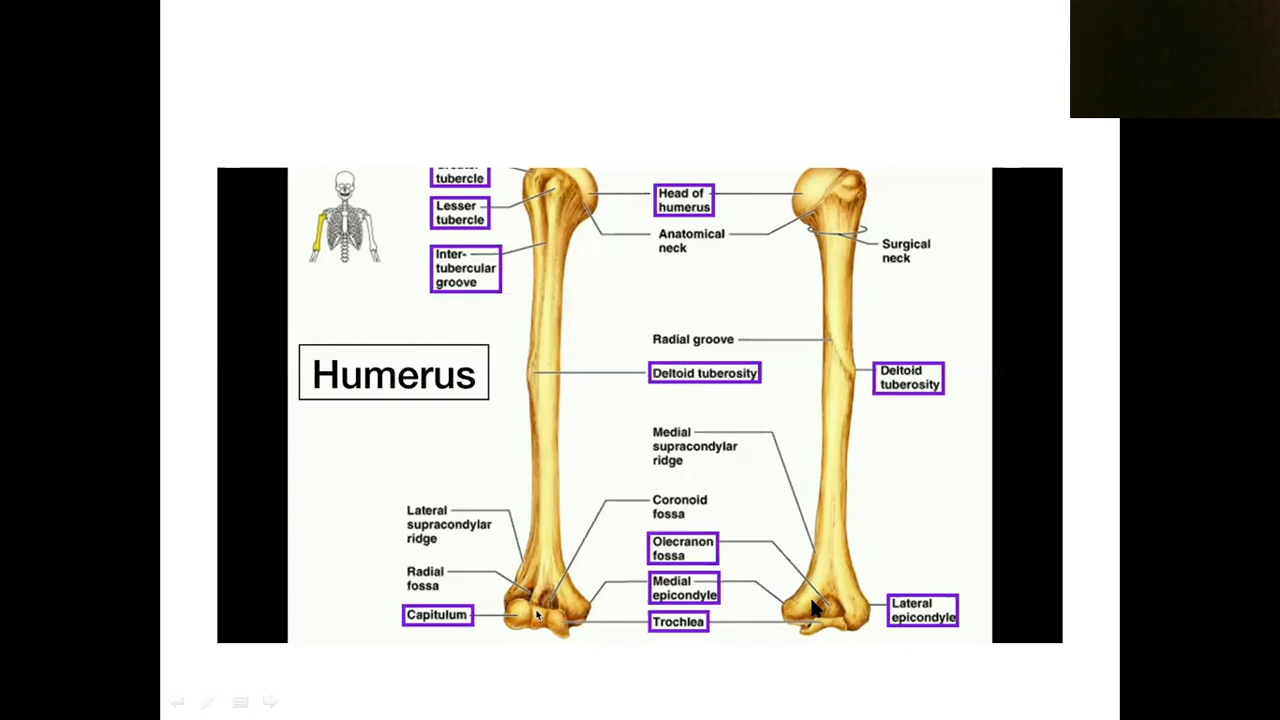 tubercle
Lesser
tubercle
Inter-
tubercular
groove
Head of
humerus
Anatomical
neck
Surgical
neck
Humerus
Radial groove
Deltoid tuberosity
Deltoid
tuberosity
Medial
supracondylar
ridge
Lateral
supracondylar
ridge
Coronoid
fossa
Olecranon
fossa
Radial
fossa
Medial
epicondyle
Capitulum
Trochlea
Lateral
epicondyle